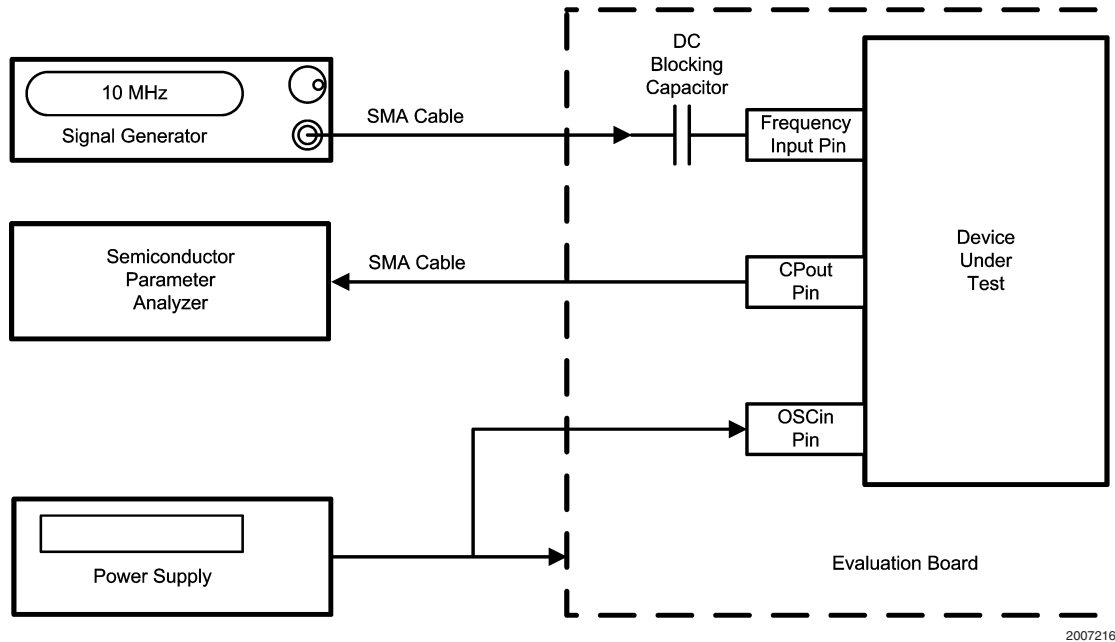 DC
Blocking
Capacitor
10 MHz
Signal Generator
SMA Cable
Frequency
Input Pin
Semiconductor
Parameter
Analyzer
SMA Cable
CPout
Pin
Device
Under
Test
OSCin
Pin
Power Supply
Evaluation Board
2007216